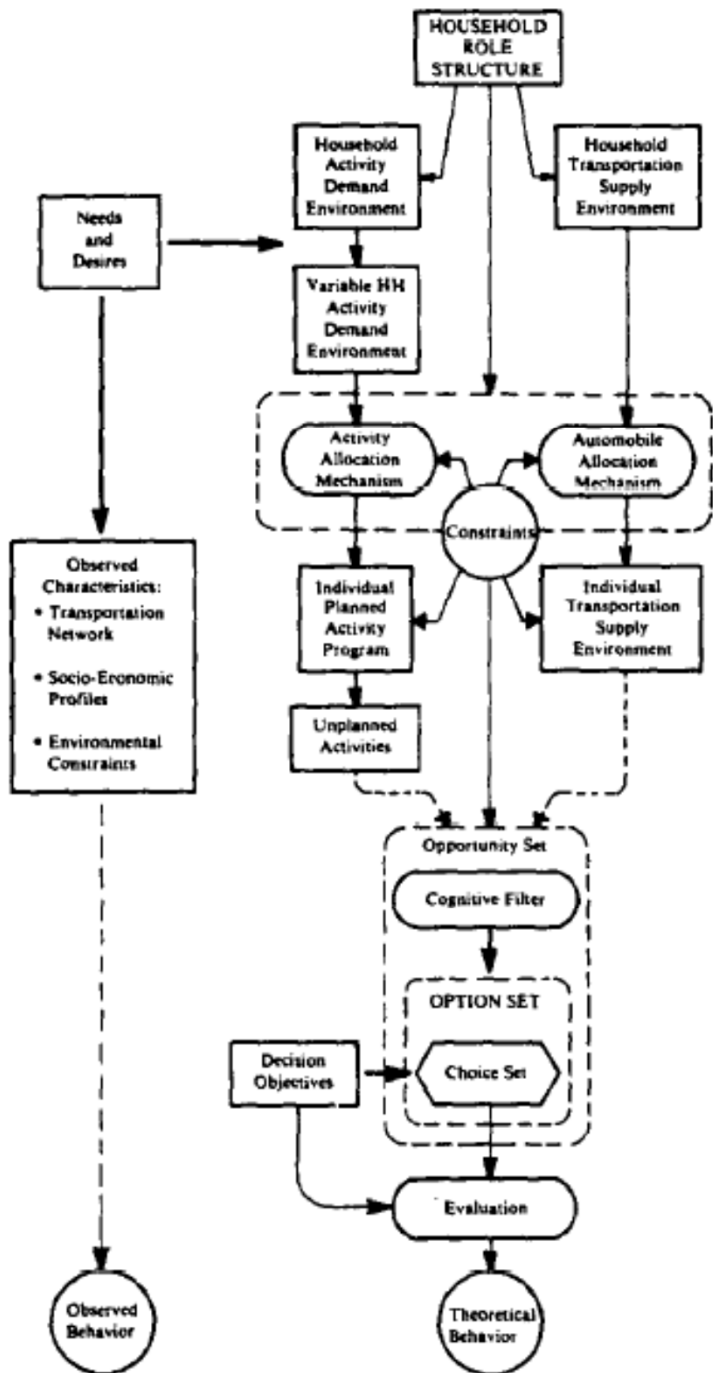 HOUSEHOLD
ROLE
STRUCTURE
Household
Activity
Demand
Environment
Household
Transportation
Supply
Environment
Needs
and
Desires
Variable HH
Activity
Demand
Environment
Activity
Allocation
Mechanism
Automobile
Allocation
Mechanism
Constraints
Observed
Characteristics:
• Transportation
Network
• Socio-Economic
Profiles
• Environmental
Constraints
Individual
Planned
Activity
Program
Individual
Transportation
Supply
Environment
Unplanned
Activities
Opportunity Set
Cognitive Filter
OPTION SET
Decision
Objectives
Choice Set
Evaluation
Observed
Behavior
Theoretical
Behavior